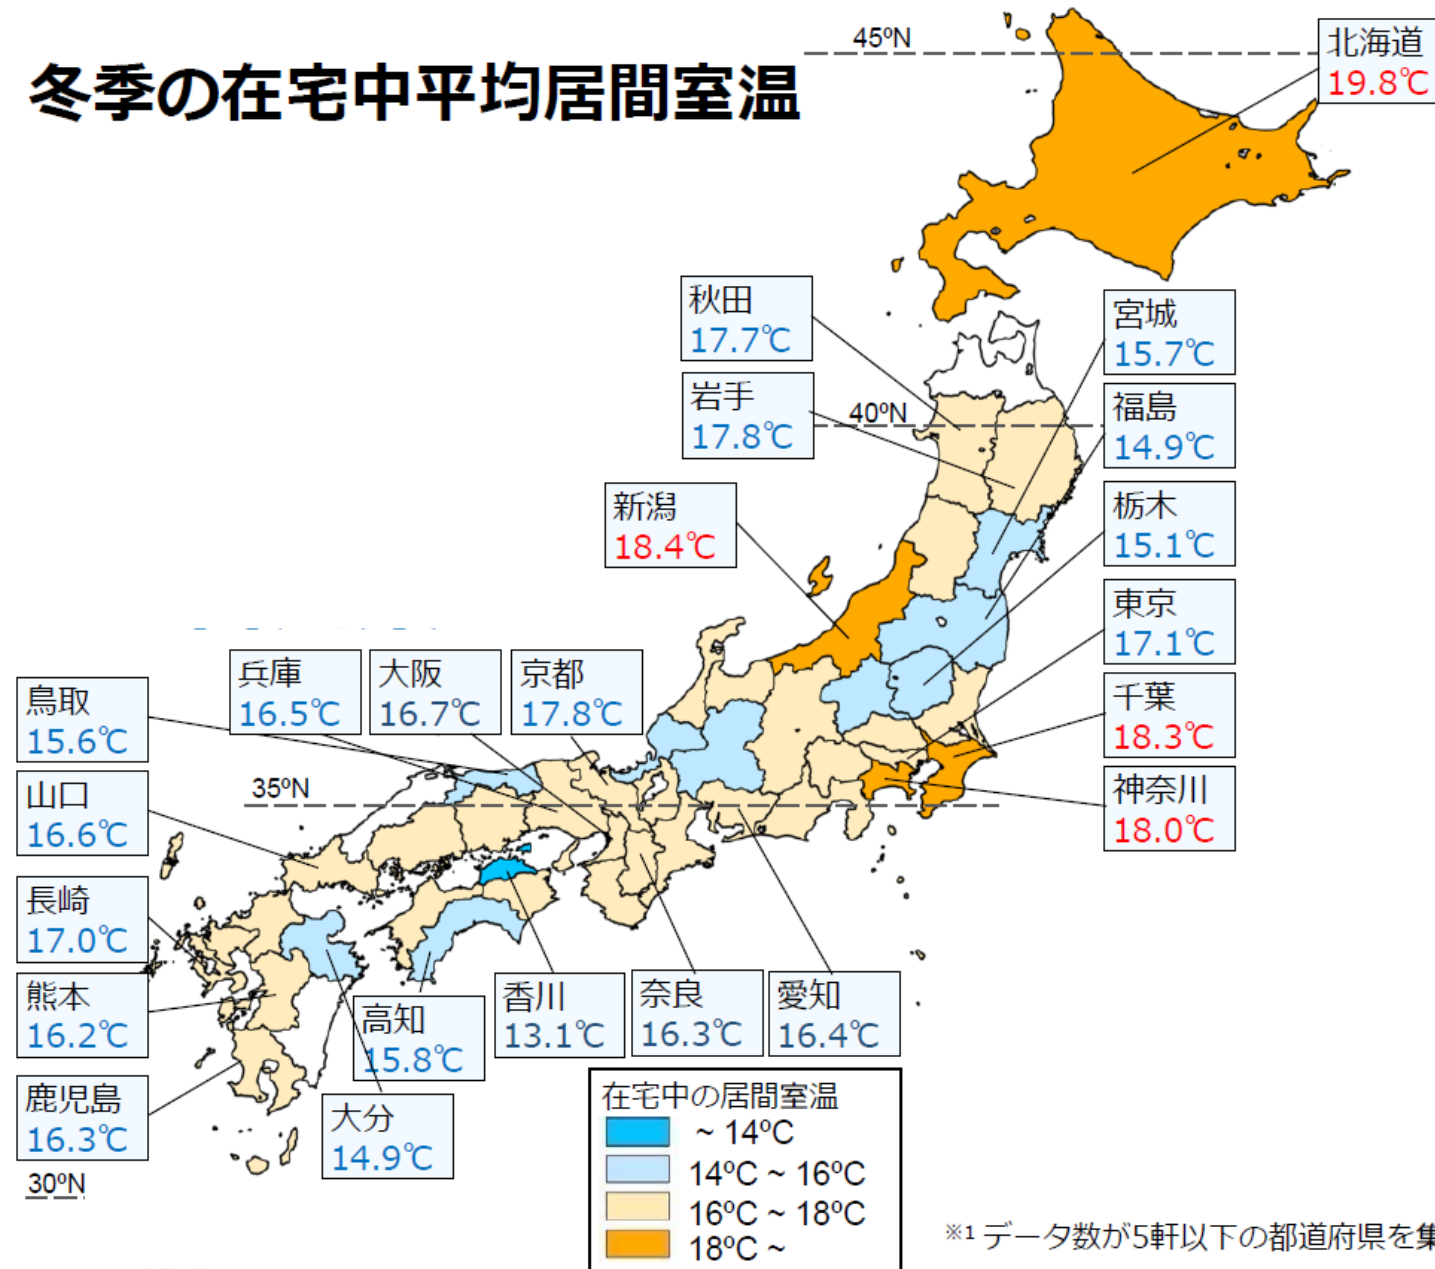 冬季の在宅中平均居間室温
45ºN
北海道
19.8℃
秋田
17.7℃
岩手
17.8℃
40ºN
宮城
15.7℃
福島
14.9℃
新潟
18.4℃
栃木
15.1℃
東京
17.1℃
千葉
18.3℃
神奈川
18.0℃
兵庫
16.5℃
大阪
16.7℃
京都
17.8℃
鳥取
15.6℃
35ºN
山口
16.6℃
長崎
17.0℃
熊本
16.2℃
鹿児島
16.3℃
高知
15.8℃
大分
14.9℃
香川
13.1℃
奈良
16.3℃
愛知
16.4℃
30ºN
在宅中の居間室温
~ 14ºC
14ºC ~ 16ºC
16ºC ~ 18ºC
18ºC ~
※1 データ数が5軒以下の都道府県を集